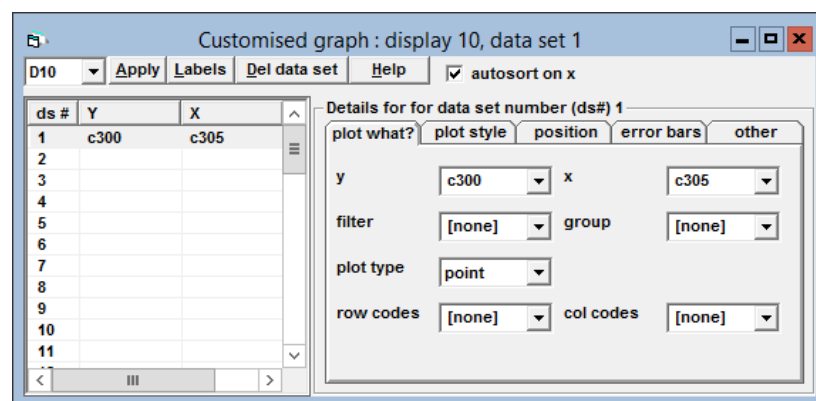 Customised graph : display 10, data set 1
D10 Apply Labels Del data set Help autosort on x
ds # Y X
1 c300 c305
2
3
4
5
6
7
8
9
10
11
Details for for data set number (ds#) 1
plot what? plot style position error bars other
y c300 x c305
filter [none] group [none]
plot type point
row codes [none] col codes [none]